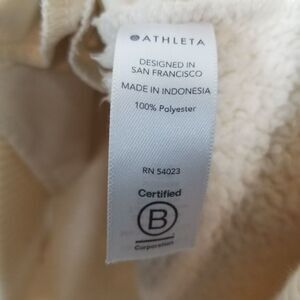 ATHLETA
DESIGNED IN
SAN FRANCISCO
MADE IN INDONESIA
100% Polyester
RN 54023
Certified
B
Corporation